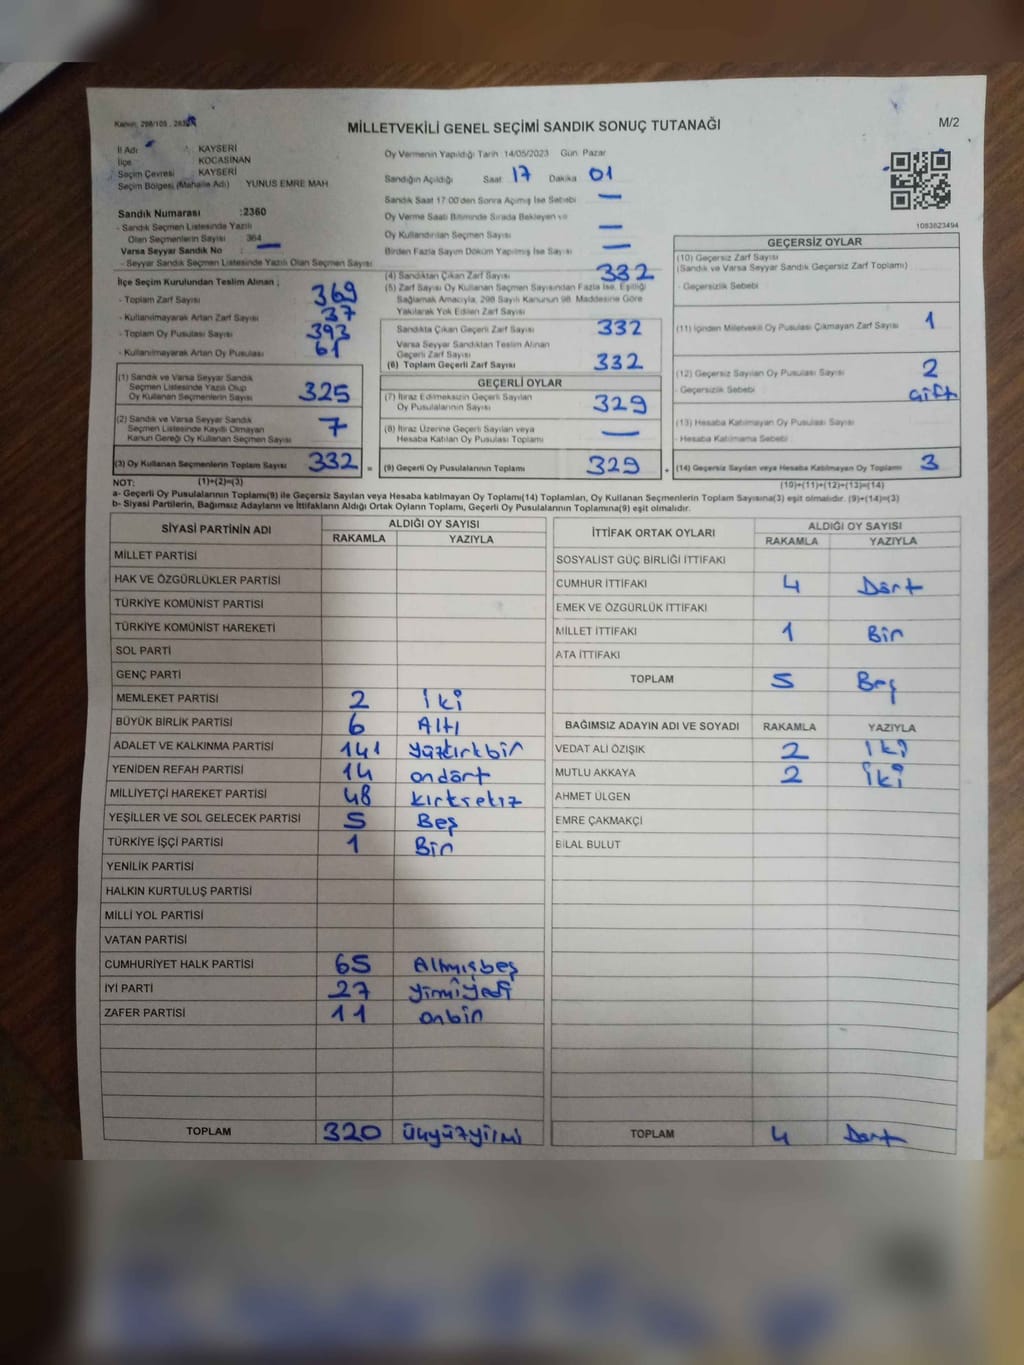 MİLLETVEKİLİ GENEL SEÇİMİ SANDIK SONUÇ TUTANAĞI
M/2
İl Adı : KAYSERİ
İlçe : KOCASİNAN
Seçim Çevresi : KAYSERİ
Seçim Bölgesi (Mahalle Adı) YUNUS EMRE MAH
Sandık Numarası :2360
- Sandık Seçmen Listesinde Yazılı
Olan Seçmenlerin Sayısı : 364
Varsa Seyyar Sandık No —
- Seyyar Sandık Seçmen Listesinde Yazılı Olan Seçmen Sayısı
Oy Vermenin Yapıldığı Tarih 14/05/2023 Gün Pazar
Sandığın Açıldığı Saat 17 Dakika 01
Sandık Saat 17:00'den Sonra Açılmış İse Sebebi —
Oy Verme Saati Bitiminde Sırada Bekleyen ve
Oy Kullandırılan Seçmen Sayısı —
Birden Fazla Sayım Döküm Yapılmış İse Sayısı —
1083623494
İlçe Seçim Kurulundan Teslim Alınan ;
- Toplam Zarf Sayısı 369
- Kullanılmayarak Artan Zarf Sayısı 37
- Toplam Oy Pusulası Sayısı 393
- Kullanılmayarak Artan Oy Pusulası 61
(1) Sandık ve Varsa Seyyar Sandık
Seçmen Listesinde Yazılı Olup
Oy Kullanan Seçmenlerin Sayısı 325
(2) Sandık ve Varsa Seyyar Sandık
Seçmen Listesinde Kayıtlı Olmayan
Kanun Gereği Oy Kullanan Seçmen Sayısı 7
(3) Oy Kullanan Seçmenlerin Toplam Sayısı 332 =
(1)+(2)=(3)
(4) Sandıktan Çıkan Zarf Sayısı 332
(5) Zarf Sayısı Oy Kullanan Seçmen Sayısından Fazla İse, Eşitliği
Sağlamak Amacıyla, 298 Sayılı Kanunun 98. Maddesine Göre
Yakılarak Yok Edilen Zarf Sayısı
Sandıkta Çıkan Geçerli Zarf Sayısı 332
Varsa Seyyar Sandıktan Teslim Alınan
Geçerli Zarf Sayısı
(6) Toplam Geçerli Zarf Sayısı 332
GEÇERLİ OYLAR
(7) İtiraz Edilmeksizin Geçerli Sayılan
Oy Pusulalarının Sayısı 329
(8) İtiraz Üzerine Geçerli Sayılan veya
Hesaba Katılan Oy Pusulası Toplamı —
(9) Geçerli Oy Pusulalarının Toplamı 329 +
GEÇERSİZ OYLAR
(10) Geçersiz Zarf Sayısı
(Sandık ve Varsa Seyyar Sandık Geçersiz Zarf Toplamı)
- Geçersizlik Sebebi
(11) İçinden Milletvekili Oy Pusulası Çıkmayan Zarf Sayısı 1
(12) Geçersiz Sayılan Oy Pusulası Sayısı 2
- Geçersizlik Sebebi Çift
(13) Hesaba Katılmayan Oy Pusulası Sayısı
- Hesaba Katılmama Sebebi
(14) Geçersiz Sayılan veya Hesaba Katılmayan Oy Toplamı 3
(10)+(11)+(12)+(13)=(14)
NOT:
a- Geçerli Oy Pusulalarının Toplamı(9) ile Geçersiz Sayılan veya Hesaba katılmayan Oy Toplamı(14) Toplamları, Oy Kullanan Seçmenlerin Toplam Sayısına(3) eşit olmalıdır. (9)+(14)=(3)
b- Siyasi Partilerin, Bağımsız Adayların ve İttifakların Aldığı Ortak Oyların Toplamı, Geçerli Oy Pusulalarının Toplamına(9) eşit olmalıdır.
SİYASİ PARTİNİN ADI ALDIĞI OY SAYISI
RAKAMLA YAZIYLA
MİLLET PARTİSİ
HAK VE ÖZGÜRLÜKLER PARTİSİ
TÜRKİYE KOMÜNİST PARTİSİ
TÜRKİYE KOMÜNİST HAREKETİ
SOL PARTİ
GENÇ PARTİ
MEMLEKET PARTİSİ 2 iki
BÜYÜK BİRLİK PARTİSİ 6 Altı
ADALET VE KALKINMA PARTİSİ 141 yüzkırkbir
YENİDEN REFAH PARTİSİ 14 ondört
MİLLİYETÇİ HAREKET PARTİSİ 48 kırksekiz
YEŞİLLER VE SOL GELECEK PARTİSİ 5 Beş
TÜRKİYE İŞÇİ PARTİSİ 1 Bir
YENİLİK PARTİSİ
HALKIN KURTULUŞ PARTİSİ
MİLLİ YOL PARTİSİ
VATAN PARTİSİ
CUMHURİYET HALK PARTİSİ 65 Altmışbeş
İYİ PARTİ 27 yirmiyedi
ZAFER PARTİSİ 11 onbir
TOPLAM 320 üçyüzyirmi
İTTİFAK ORTAK OYLARI ALDIĞI OY SAYISI
RAKAMLA YAZIYLA
SOSYALİST GÜÇ BİRLİĞİ İTTİFAKI
CUMHUR İTTİFAKI 4 Dört
EMEK VE ÖZGÜRLÜK İTTİFAKI
MİLLET İTTİFAKI 1 Bir
ATA İTTİFAKI
TOPLAM 5 Beş
BAĞIMSIZ ADAYIN ADI VE SOYADI RAKAMLA YAZIYLA
VEDAT ALİ ÖZIŞIK 2 iki
MUTLU AKKAYA 2 iki
AHMET ÜLGEN
EMRE ÇAKMAKÇI
BİLAL BULUT
TOPLAM 4 Dört